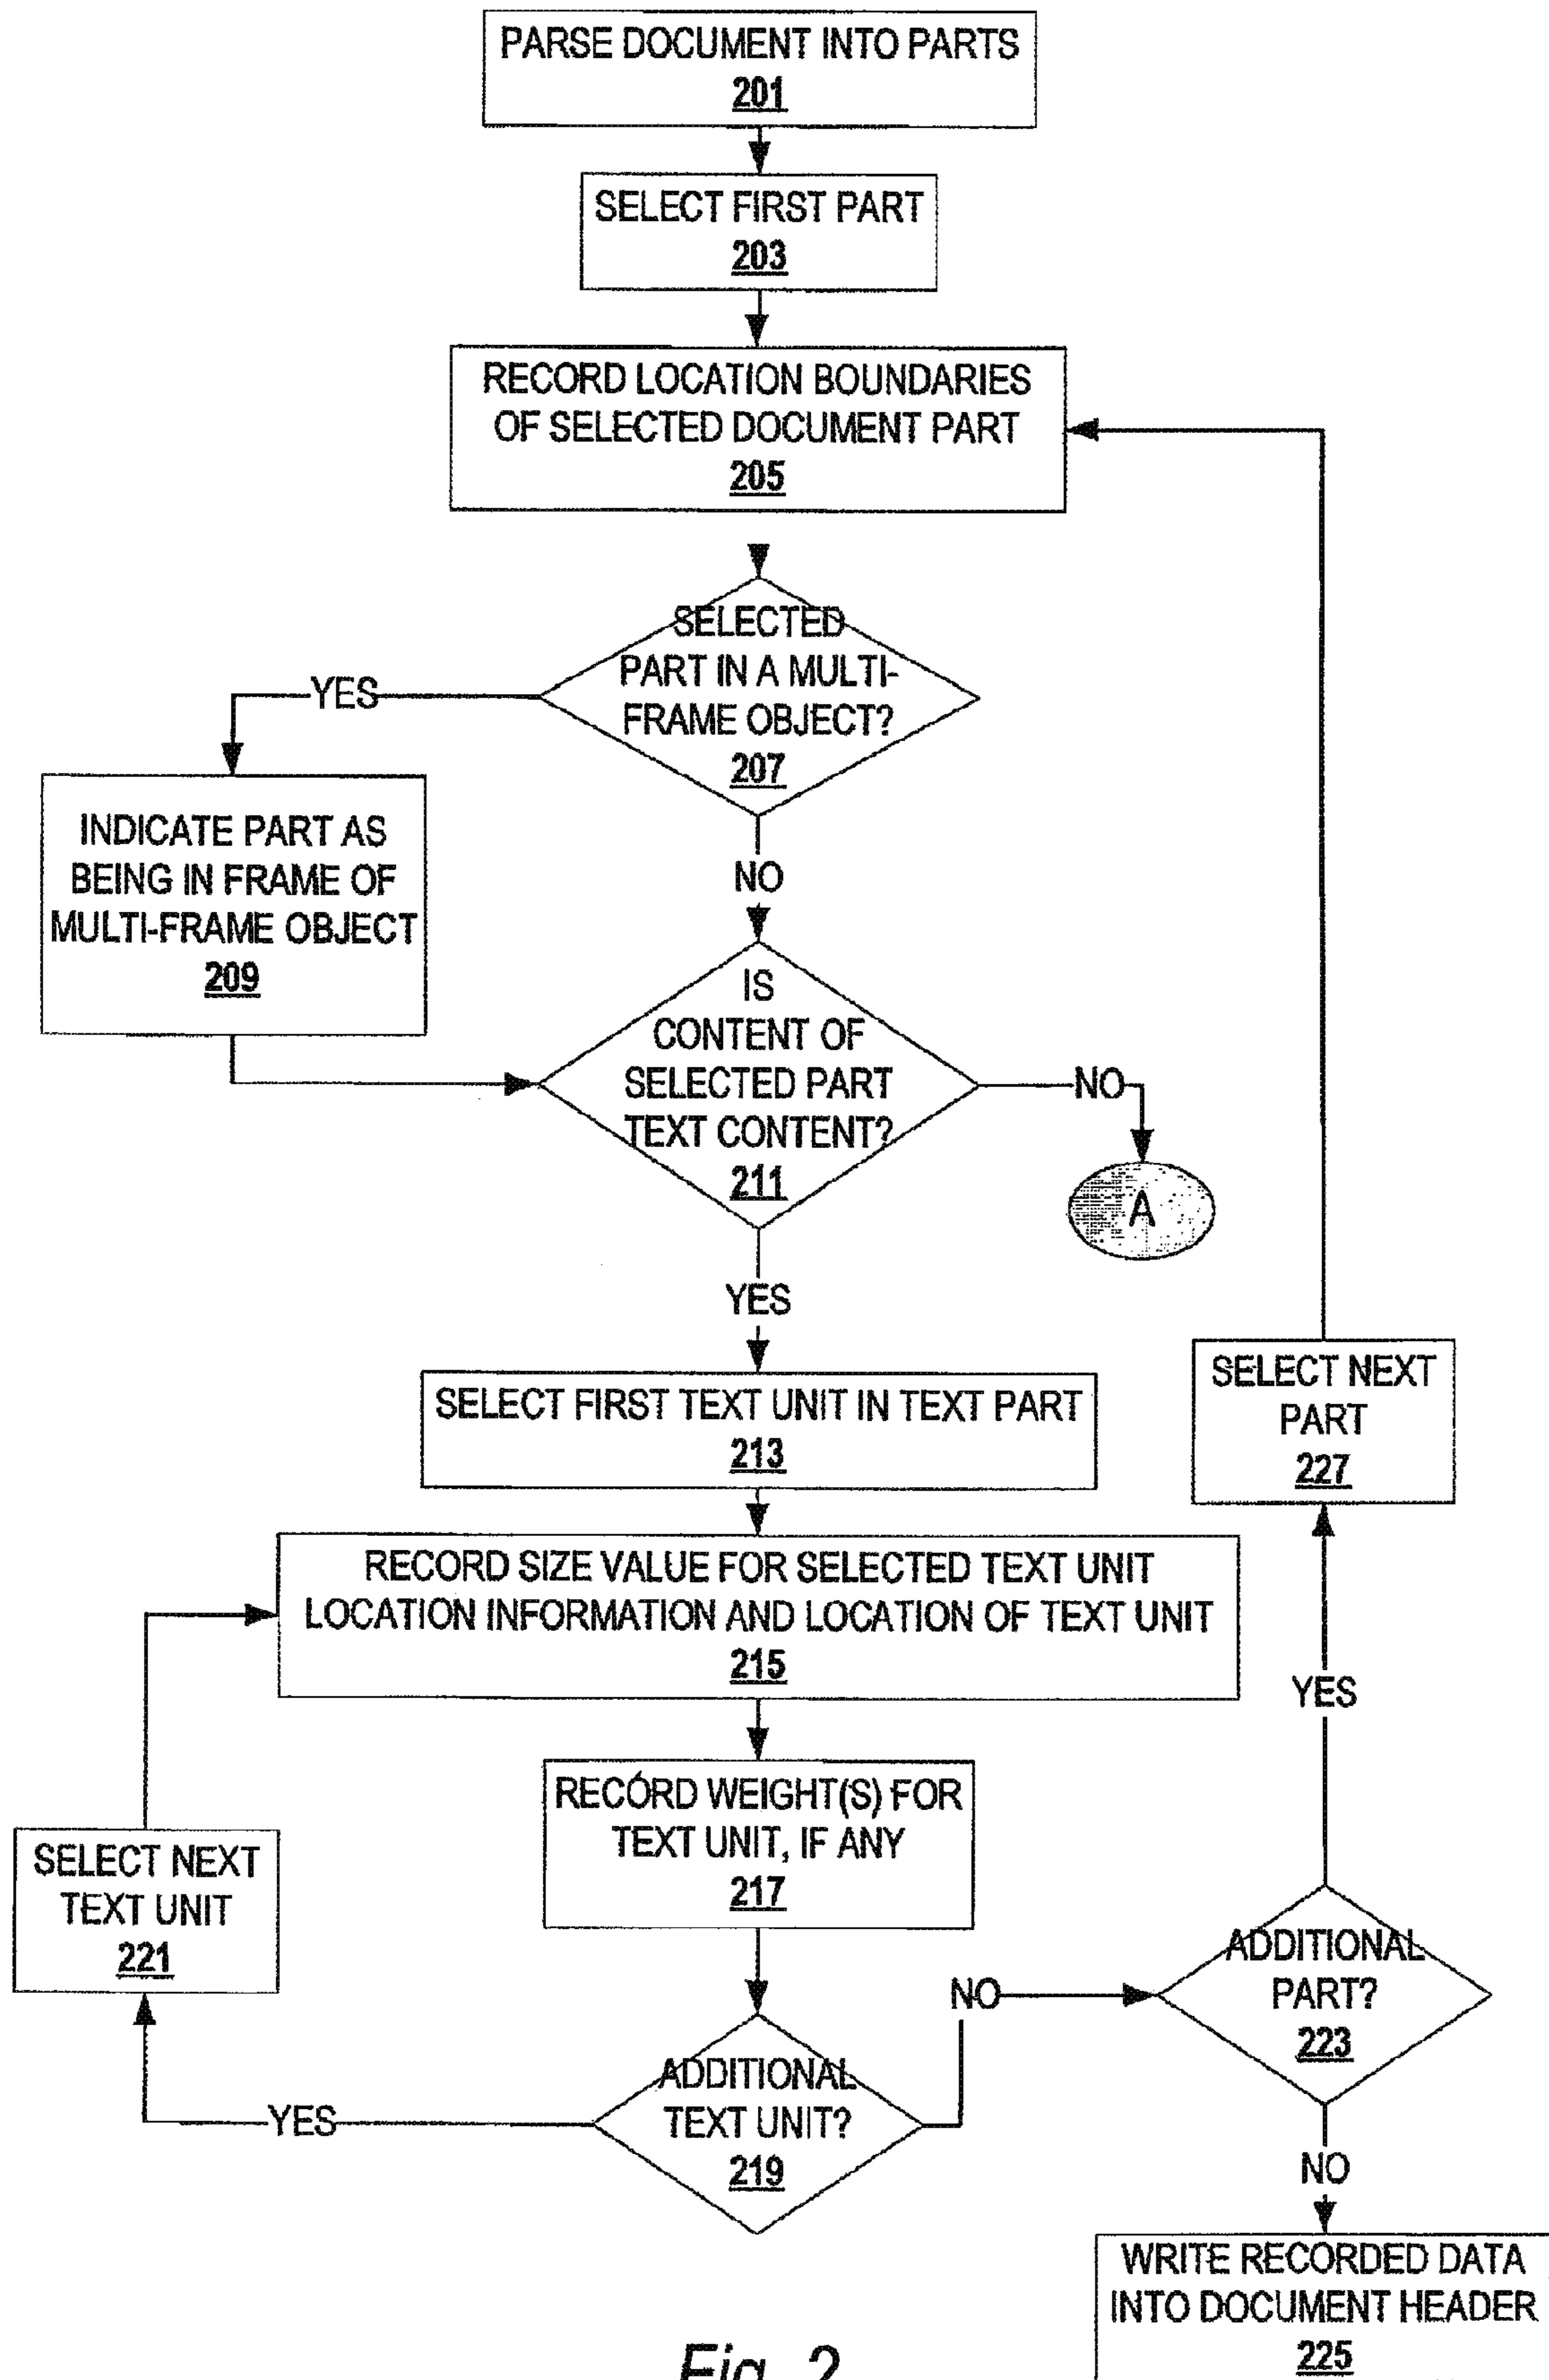 PARSE DOCUMENT INTO PARTS
201
SELECT FIRST PART
203
RECORD LOCATION BOUNDARIES
OF SELECTED DOCUMENT PART
205
SELECTED
PART IN A MULTI-
FRAME OBJECT?
207
YES
INDICATE PART AS
BEING IN FRAME OF
MULTI-FRAME OBJECT
209
NO
IS
CONTENT OF
SELECTED PART
TEXT CONTENT?
211
NO
A
YES
SELECT FIRST TEXT UNIT IN TEXT PART
213
SELECT NEXT
PART
227
RECORD SIZE VALUE FOR SELECTED TEXT UNIT
LOCATION INFORMATION AND LOCATION OF TEXT UNIT
215
YES
RECORD WEIGHT(S) FOR
TEXT UNIT, IF ANY
217
SELECT NEXT
TEXT UNIT
221
ADDITIONAL
PART?
223
NO
ADDITIONAL
TEXT UNIT?
219
YES
NO
WRITE RECORDED DATA
INTO DOCUMENT HEADER
225
Fig. 2